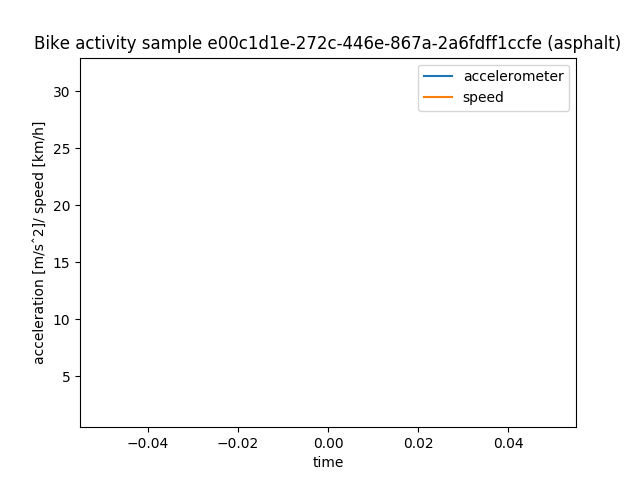 Bike activity sample e00c1d1e-272c-446e-867a-2a6fdff1ccfe (asphalt)
accelerometer
speed
acceleration [m/sˆ2]/ speed [km/h]
30
25
20
15
10
5
−0.04
−0.02
0.00
0.02
0.04
time